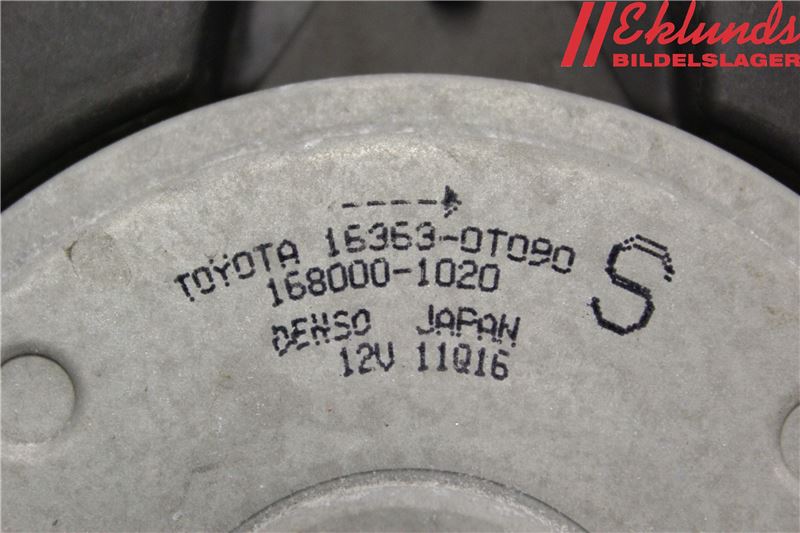 Eklunds
BILDELSLAGER
TOYOTA 16363-0T090
168000-1020
S
DENSO JAPAN
12V 11Q16